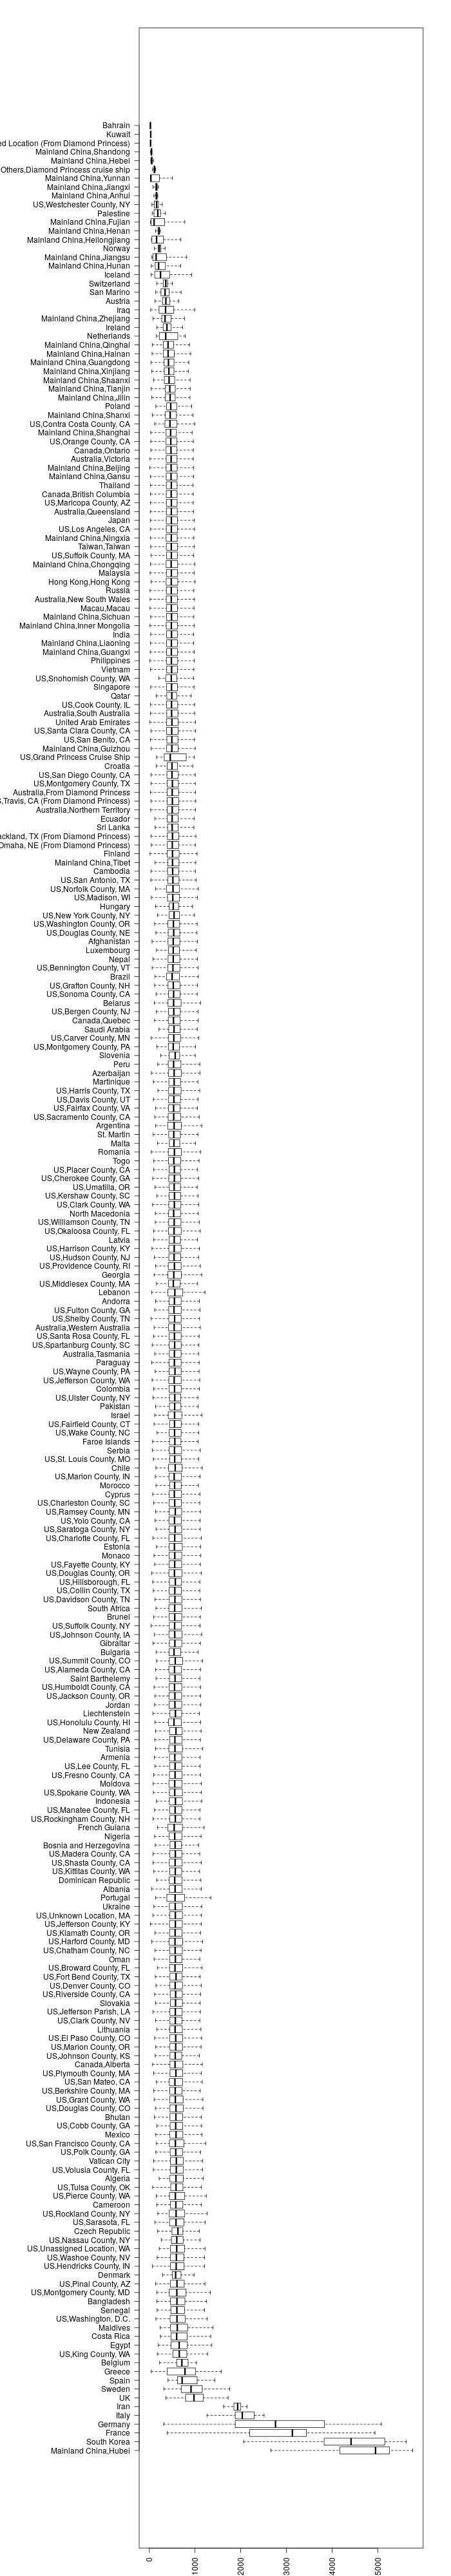 Bahrain
Kuwait
ed Location (From Diamond Princess)
Mainland China,Shandong
Mainland China,Hebei
Others,Diamond Princess cruise ship
Mainland China,Yunnan
Mainland China,Jiangxi
Mainland China,Anhui
US,Westchester County, NY
Palestine
Mainland China,Fujian
Mainland China,Henan
Mainland China,Heilongjiang
Norway
Mainland China,Jiangsu
Mainland China,Hunan
Iceland
Switzerland
San Marino
Austria
Iraq
Mainland China,Zhejiang
Ireland
Netherlands
Mainland China,Qinghai
Mainland China,Hainan
Mainland China,Guangdong
Mainland China,Xinjiang
Mainland China,Shaanxi
Mainland China,Tianjin
Mainland China,Jilin
Poland
Mainland China,Shanxi
US,Contra Costa County, CA
Mainland China,Shanghai
US,Orange County, CA
Canada,Ontario
Australia,Victoria
Mainland China,Beijing
Mainland China,Gansu
Thailand
Canada,British Columbia
US,Maricopa County, AZ
Australia,Queensland
Japan
US,Los Angeles, CA
Mainland China,Ningxia
Taiwan,Taiwan
US,Suffolk County, MA
Mainland China,Chongqing
Malaysia
Hong Kong,Hong Kong
Russia
Australia,New South Wales
Macau,Macau
Mainland China,Sichuan
Mainland China,Inner Mongolia
India
Mainland China,Liaoning
Mainland China,Guangxi
Philippines
Vietnam
US,Snohomish County, WA
Singapore
Qatar
US,Cook County, IL
Australia,South Australia
United Arab Emirates
US,Santa Clara County, CA
US,San Benito, CA
Mainland China,Guizhou
US,Grand Princess Cruise Ship
Croatia
US,San Diego County, CA
US,Montgomery County, TX
Australia,From Diamond Princess
S,Travis, CA (From Diamond Princess)
Australia,Northern Territory
Ecuador
Sri Lanka
ackland, TX (From Diamond Princess)
Omaha, NE (From Diamond Princess)
Finland
Mainland China,Tibet
Cambodia
US,San Antonio, TX
US,Norfolk County, MA
US,Madison, WI
Hungary
US,New York County, NY
US,Washington County, OR
US,Douglas County, NE
Afghanistan
Luxembourg
Nepal
US,Bennington County, VT
Brazil
US,Grafton County, NH
US,Sonoma County, CA
Belarus
US,Bergen County, NJ
Canada,Quebec
Saudi Arabia
US,Carver County, MN
US,Montgomery County, PA
Slovenia
Peru
Azerbaijan
Martinique
US,Harris County, TX
US,Davis County, UT
US,Fairfax County, VA
US,Sacramento County, CA
Argentina
St. Martin
Malta
Romania
Togo
US,Placer County, CA
US,Cherokee County, GA
US,Umatilla, OR
US,Kershaw County, SC
US,Clark County, WA
North Macedonia
US,Williamson County, TN
US,Okaloosa County, FL
Latvia
US,Harrison County, KY
US,Hudson County, NJ
US,Providence County, RI
Georgia
US,Middlesex County, MA
Lebanon
Andorra
US,Fulton County, GA
US,Shelby County, TN
Australia,Western Australia
US,Santa Rosa County, FL
US,Spartanburg County, SC
Australia,Tasmania
Paraguay
US,Wayne County, PA
US,Jefferson County, WA
Colombia
US,Ulster County, NY
Pakistan
Israel
US,Fairfield County, CT
US,Wake County, NC
Faroe Islands
Serbia
US,St. Louis County, MO
Chile
US,Marion County, IN
Morocco
Cyprus
US,Charleston County, SC
US,Ramsey County, MN
US,Yolo County, CA
US,Saratoga County, NY
US,Charlotte County, FL
Estonia
Monaco
US,Fayette County, KY
US,Douglas County, OR
US,Hillsborough, FL
US,Collin County, TX
US,Davidson County, TN
South Africa
Brunei
US,Suffolk County, NY
US,Johnson County, IA
Gibraltar
Bulgaria
US,Summit County, CO
US,Alameda County, CA
Saint Barthelemy
US,Humboldt County, CA
US,Jackson County, OR
Jordan
Liechtenstein
US,Honolulu County, HI
New Zealand
US,Delaware County, PA
Tunisia
Armenia
US,Lee County, FL
US,Fresno County, CA
Moldova
US,Spokane County, WA
Indonesia
US,Manatee County, FL
US,Rockingham County, NH
French Guiana
Nigeria
Bosnia and Herzegovina
US,Madera County, CA
US,Shasta County, CA
US,Kittitas County, WA
Dominican Republic
Albania
Portugal
Ukraine
US,Unknown Location, MA
US,Jefferson County, KY
US,Klamath County, OR
US,Harford County, MD
US,Chatham County, NC
Oman
US,Broward County, FL
US,Fort Bend County, TX
US,Denver County, CO
US,Riverside County, CA
Slovakia
US,Jefferson Parish, LA
US,Clark County, NV
Lithuania
US,El Paso County, CO
US,Marion County, OR
US,Johnson County, KS
Canada,Alberta
US,Plymouth County, MA
US,San Mateo, CA
US,Berkshire County, MA
US,Grant County, WA
US,Douglas County, CO
Bhutan
US,Cobb County, GA
Mexico
US,San Francisco County, CA
US,Polk County, GA
Vatican City
US,Volusia County, FL
Algeria
US,Tulsa County, OK
US,Pierce County, WA
Cameroon
US,Rockland County, NY
US,Sarasota, FL
Czech Republic
US,Nassau County, NY
US,Unassigned Location, WA
US,Washoe County, NV
US,Hendricks County, IN
Denmark
US,Pinal County, AZ
US,Montgomery County, MD
Bangladesh
Senegal
US,Washington, D.C.
Maldives
Costa Rica
Egypt
US,King County, WA
Belgium
Greece
Spain
Sweden
UK
Iran
Italy
Germany
France
South Korea
Mainland China,Hubei
0
1000
2000
3000
4000
5000